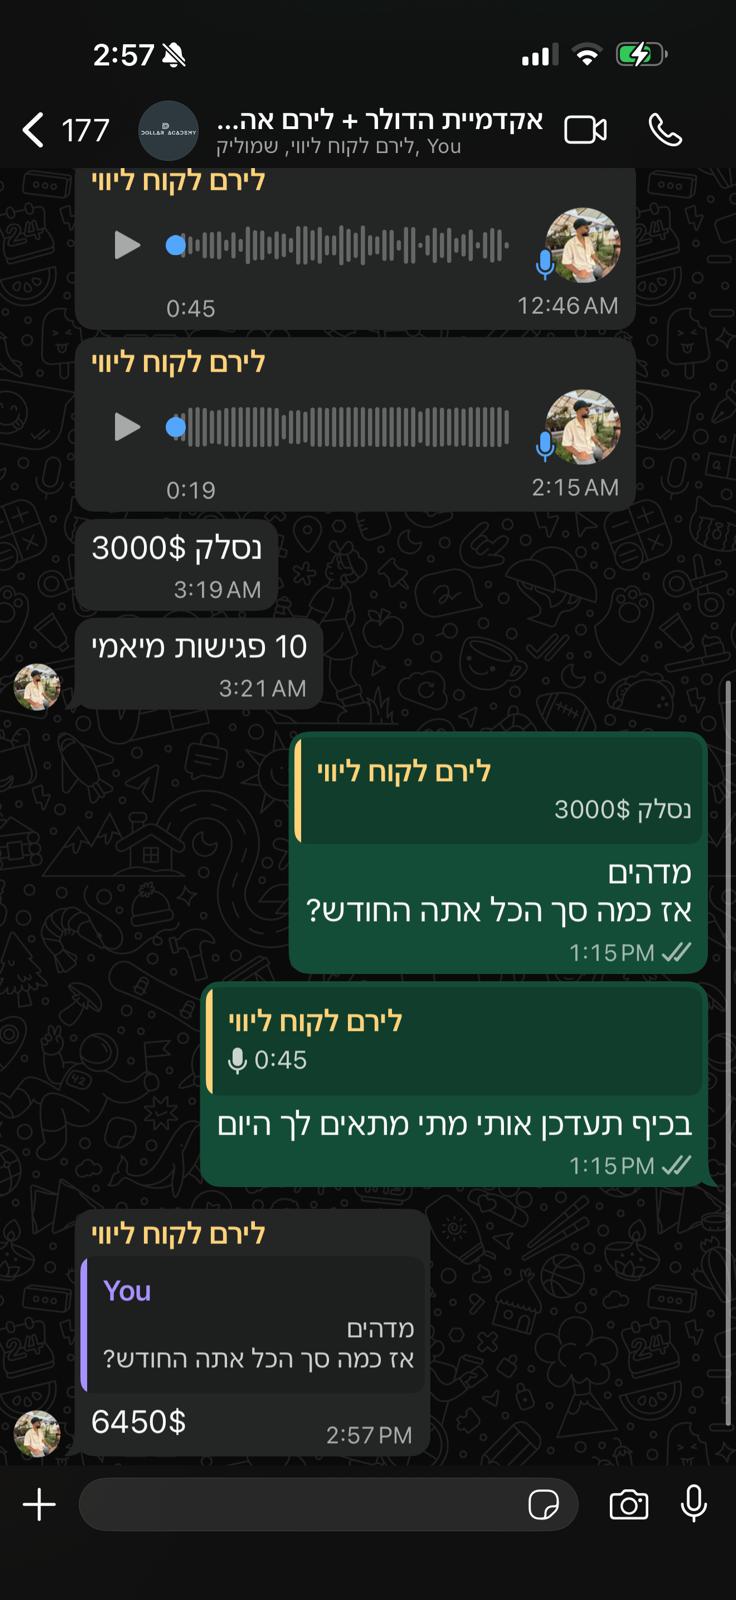 2:57
177
אקדמיית הדולר + לירם אה...
לירם לקוח ליווי, שמוליק, You
DOLLAR ACADEMY
לירם לקוח ליווי
0:45
12:46 AM
לירם לקוח ליווי
0:19
2:15 AM
נסלק 3000$
3:19 AM
10 פגישות מיאמי
3:21 AM
לירם לקוח ליווי
נסלק 3000$
מדהים
אז כמה סך הכל אתה החודש?
1:15 PM
לירם לקוח ליווי
0:45
בכיף תעדכן אותי מתי מתאים לך היום
1:15 PM
לירם לקוח ליווי
You
מדהים
אז כמה סך הכל אתה החודש?
6450$
2:57 PM